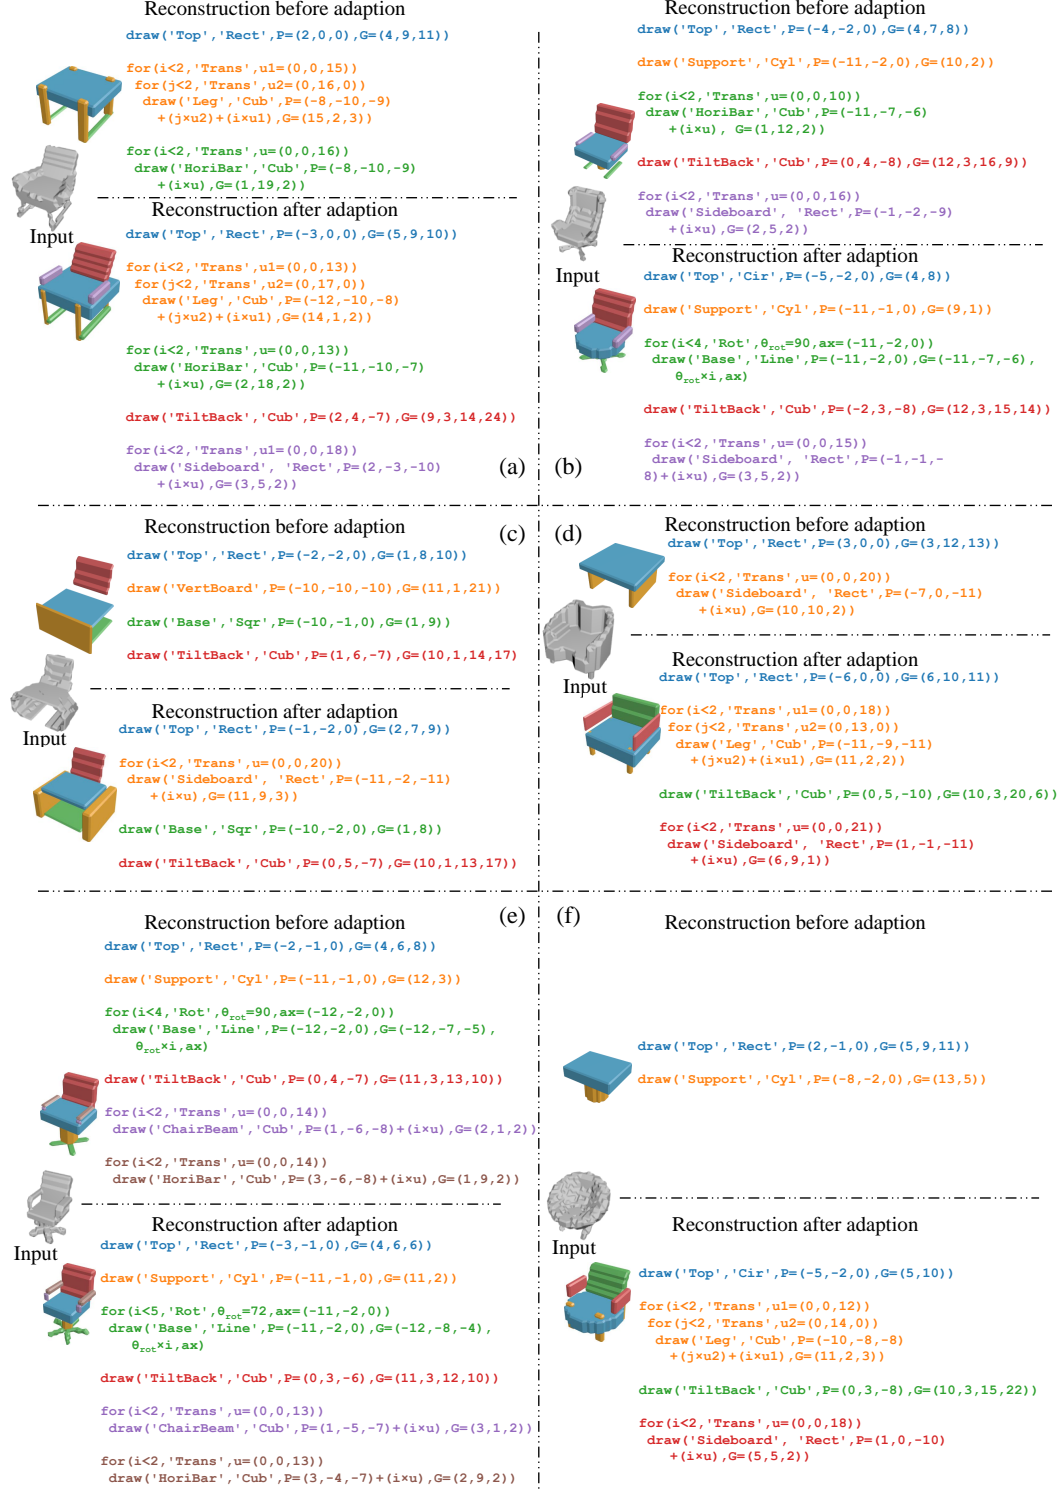 Reconstruction before adaption
draw('Top','Rect',P=(2,0,0),G=(4,9,11))
for(i<2,'Trans',u1=(0,0,15))
for(j<2,'Trans',u2=(0,16,0))
draw('Leg','Cub',P=(-8,-10,-9)
+(j×u2)+(i×u1),G=(15,2,3))
for(i<2,'Trans',u=(0,0,16))
draw('HoriBar','Cub',P=(-8,-10,-9)
+(i×u),G=(1,19,2))
Input
Reconstruction after adaption
draw('Top','Rect',P=(-3,0,0),G=(5,9,10))
for(i<2,'Trans',u1=(0,0,13))
for(j<2,'Trans',u2=(0,17,0))
draw('Leg','Cub',P=(-12,-10,-8)
+(j×u2)+(i×u1),G=(14,1,2))
for(i<2,'Trans',u=(0,0,13))
draw('HoriBar','Cub',P=(-11,-10,-7)
+(i×u),G=(2,18,2))
draw('TiltBack','Cub',P=(2,4,-7),G=(9,3,14,24))
for(i<2,'Trans',u1=(0,0,18))
draw('Sideboard', 'Rect',P=(2,-3,-10)
+(i×u),G=(3,5,2))
(a)
Reconstruction before adaption
draw('Top','Rect',P=(-4,-2,0),G=(4,7,8))
draw('Support','Cyl',P=(-11,-2,0),G=(10,2))
for(i<2,'Trans',u=(0,0,10))
draw('HoriBar','Cub',P=(-11,-7,-6)
+(i×u), G=(1,12,2))
draw('TiltBack','Cub',P=(0,4,-8),G=(12,3,16,9))
for(i<2,'Trans',u=(0,0,16))
draw('Sideboard', 'Rect',P=(-1,-2,-9)
+(i×u),G=(2,5,2))
Input
Reconstruction after adaption
draw('Top','Cir',P=(-5,-2,0),G=(4,8))
draw('Support','Cyl',P=(-11,-1,0),G=(9,1))
for(i<4,'Rot',θrot=90,ax=(-11,-2,0))
draw('Base','Line',P=(-11,-2,0),G=(-11,-7,-6),
θrot×i,ax)
draw('TiltBack','Cub',P=(-2,3,-8),G=(12,3,15,14))
for(i<2,'Trans',u=(0,0,15))
draw('Sideboard', 'Rect',P=(-1,-1,-
8)+(i×u),G=(3,5,2))
(b)
Reconstruction before adaption
(c)
draw('Top','Rect',P=(-2,-2,0),G=(1,8,10))
draw('VertBoard',P=(-10,-10,-10),G=(11,1,21))
draw('Base','Sqr',P=(-10,-1,0),G=(1,9))
draw('TiltBack','Cub',P=(1,6,-7),G=(10,1,14,17)
Input
Reconstruction after adaption
draw('Top','Rect',P=(-1,-2,0),G=(2,7,9))
for(i<2,'Trans',u=(0,0,20))
draw('Sideboard', 'Rect',P=(-11,-2,-11)
+(i×u),G=(11,9,3))
draw('Base','Sqr',P=(-10,-2,0),G=(1,8))
draw('TiltBack','Cub',P=(0,5,-7),G=(10,1,13,17))
(d)
Reconstruction before adaption
draw('Top','Rect',P=(3,0,0),G=(3,12,13))
for(i<2,'Trans',u=(0,0,20))
draw('Sideboard', 'Rect',P=(-7,0,-11)
+(i×u),G=(10,10,2))
Input
Reconstruction after adaption
draw('Top','Rect',P=(-6,0,0),G=(6,10,11))
for(i<2,'Trans',u1=(0,0,18))
for(j<2,'Trans',u2=(0,13,0))
draw('Leg','Cub',P=(-11,-9,-11)
+(j×u2)+(i×u1),G=(11,2,2))
draw('TiltBack','Cub',P=(0,5,-10),G=(10,3,20,6))
for(i<2,'Trans',u=(0,0,21))
draw('Sideboard', 'Rect',P=(1,-1,-11)
+(i×u),G=(6,9,1))
Reconstruction before adaption
(e)
draw('Top','Rect',P=(-2,-1,0),G=(4,6,8))
draw('Support','Cyl',P=(-11,-1,0),G=(12,3))
for(i<4,'Rot',θrot=90,ax=(-12,-2,0))
draw('Base','Line',P=(-12,-2,0),G=(-12,-7,-5),
θrot×i,ax)
draw('TiltBack','Cub',P=(0,4,-7),G=(11,3,13,10))
for(i<2,'Trans',u=(0,0,14))
draw('ChairBeam','Cub',P=(1,-6,-8)+(i×u),G=(2,1,2))
for(i<2,'Trans',u=(0,0,14))
draw('HoriBar','Cub',P=(3,-6,-8)+(i×u),G=(1,9,2))
Input
Reconstruction after adaption
draw('Top','Rect',P=(-3,-1,0),G=(4,6,6))
draw('Support','Cyl',P=(-11,-1,0),G=(11,2))
for(i<5,'Rot',θrot=72,ax=(-11,-2,0))
draw('Base','Line',P=(-11,-2,0),G=(-12,-8,-4),
θrot×i,ax)
draw('TiltBack','Cub',P=(0,3,-6),G=(11,3,12,10))
for(i<2,'Trans',u=(0,0,13))
draw('ChairBeam','Cub',P=(1,-5,-7)+(i×u),G=(3,1,2))
for(i<2,'Trans',u=(0,0,13))
draw('HoriBar','Cub',P=(3,-4,-7)+(i×u),G=(2,9,2))
(f)
Reconstruction before adaption
draw('Top','Rect',P=(2,-1,0),G=(5,9,11))
draw('Support','Cyl',P=(-8,-2,0),G=(13,5))
Input
Reconstruction after adaption
draw('Top','Cir',P=(-5,-2,0),G=(5,10))
for(i<2,'Trans',u1=(0,0,12))
for(j<2,'Trans',u2=(0,14,0))
draw('Leg','Cub',P=(-10,-8,-8)
+(j×u2)+(i×u1),G=(11,2,3))
draw('TiltBack','Cub',P=(0,3,-8),G=(10,3,15,22))
for(i<2,'Trans',u=(0,0,18))
draw('Sideboard', 'Rect',P=(1,0,-10)
+(i×u),G=(5,5,2))